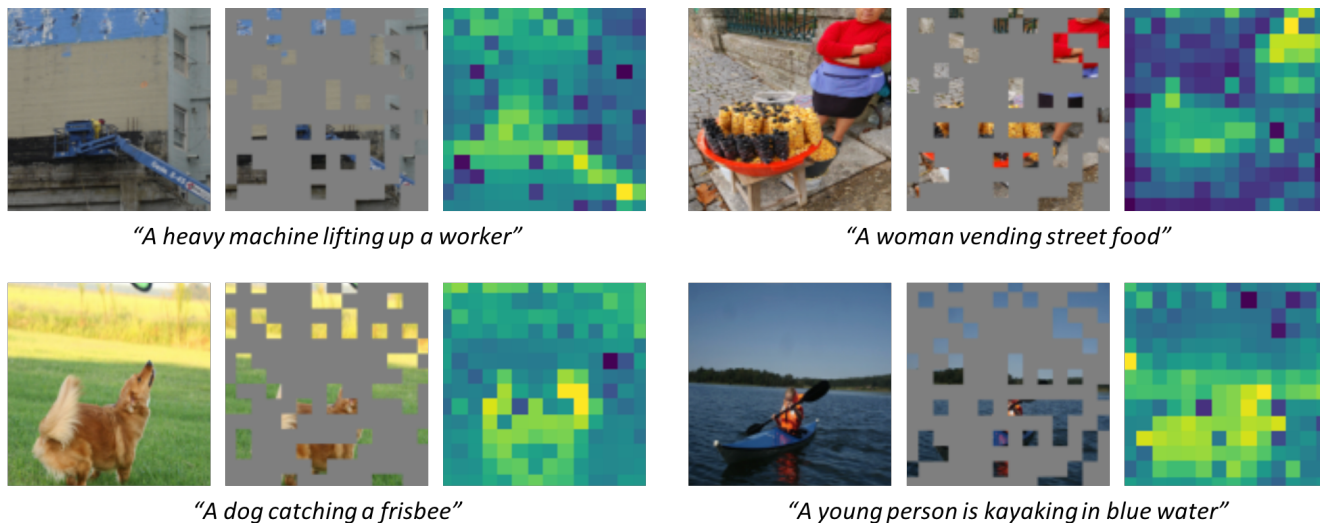 “A heavy machine lifting up a worker”
“A woman vending street food”
“A dog catching a frisbee”
“A young person is kayaking in blue water”